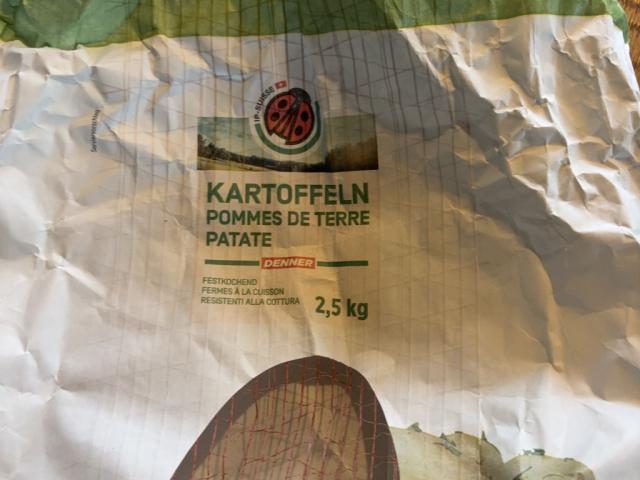 IP-SUISSE
KARTOFFELN
POMMES DE TERRE
PATATE
DENNER
FESTKOCHEND
FERMES À LA CUISSON
RESISTENTI ALLA COTTURA
2,5 kg